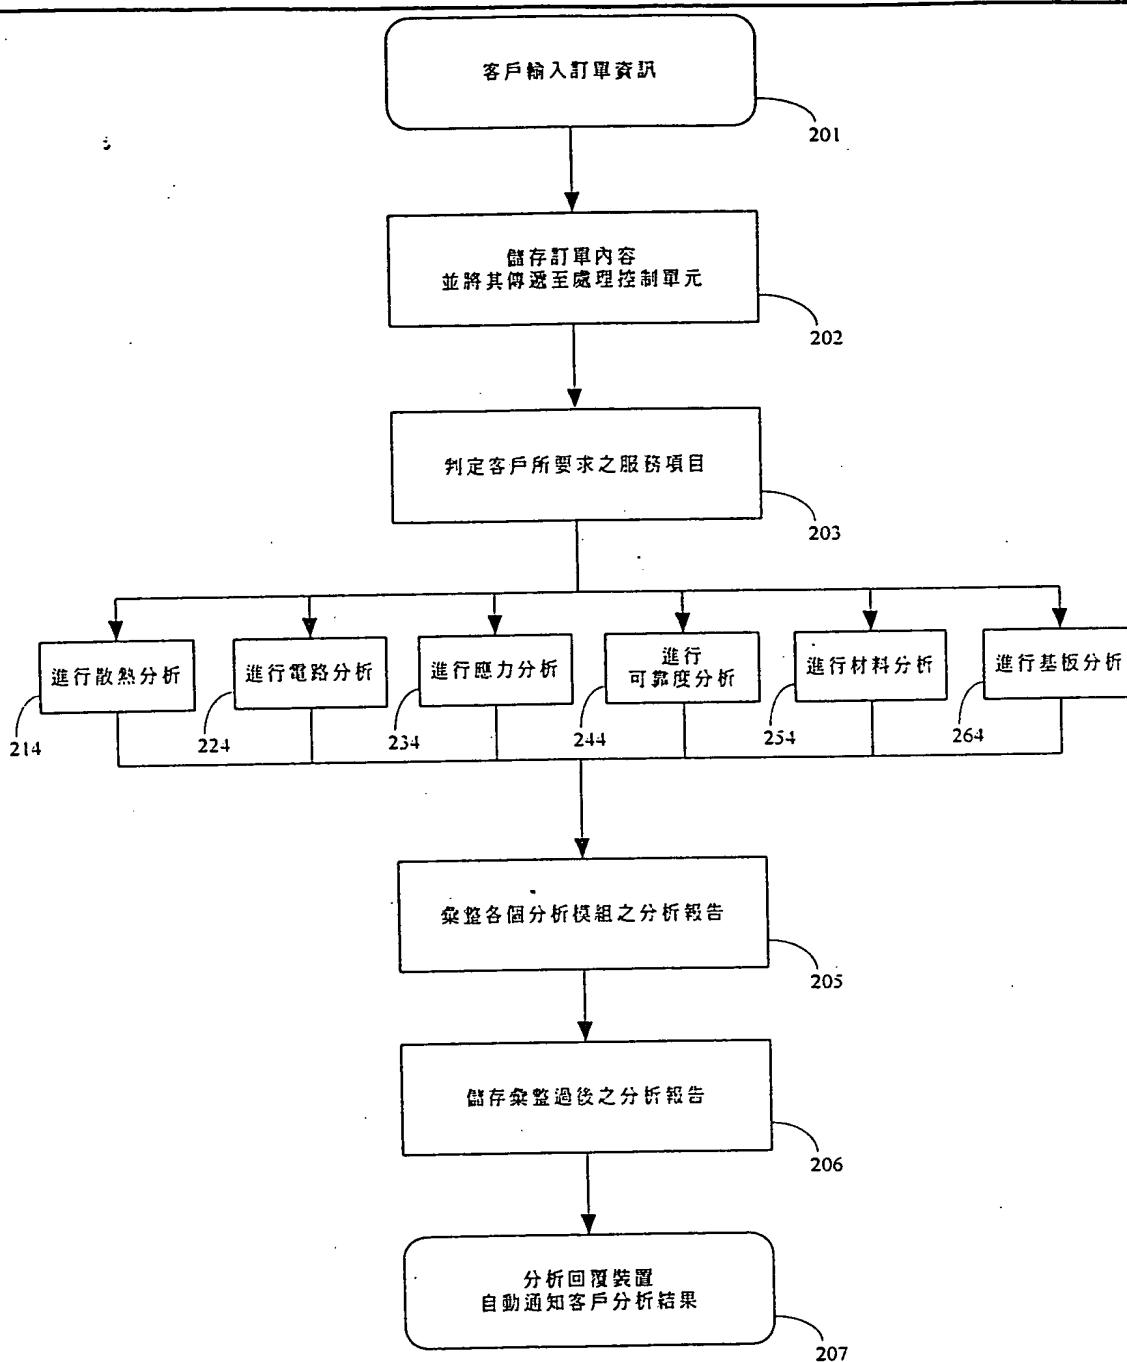 客戶輸入訂單資訊
201
儲存訂單內容
並將其傳遞至處理控制單元
202
判定客戶所要求之服務項目
203
進行散熱分析
進行電路分析
進行應力分析
進行
可靠度分析
進行材料分析
進行基板分析
214
224
234
244
254
264
彙整各個分析模組之分析報告
205
儲存彙整過後之分析報告
206
分析回覆裝置
自動通知客戶分析結果
207